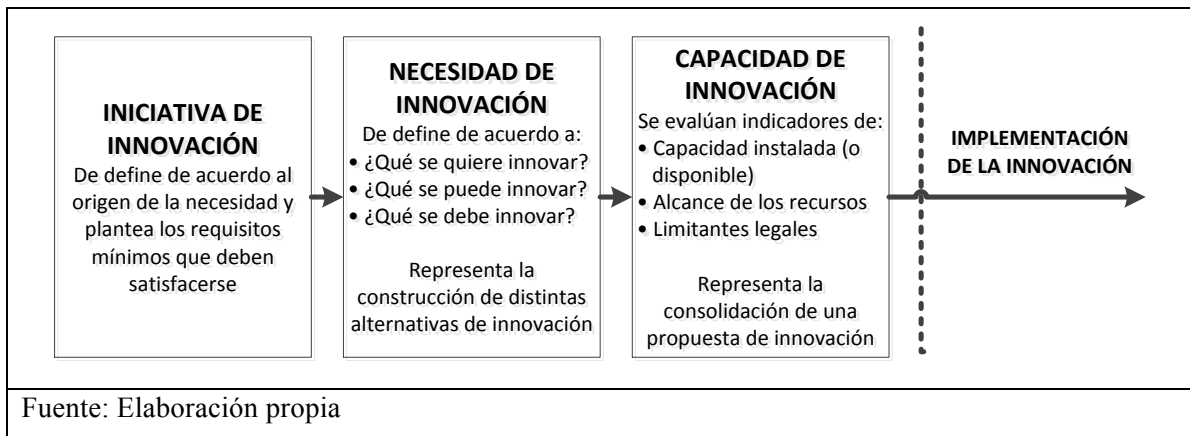 INICIATIVA DE
INNOVACIÓN
De define de acuerdo al
origen de la necesidad y
plantea los requisitos
mínimos que deben
satisfacerse
NECESIDAD DE
INNOVACIÓN
De define de acuerdo a:
• ¿Qué se quiere innovar?
• ¿Qué se puede innovar?
• ¿Qué se debe innovar?
Representa la
construcción de distintas
alternativas de innovación
CAPACIDAD DE
INNOVACIÓN
Se evalúan indicadores de:
• Capacidad instalada (o
disponible)
• Alcance de los recursos
• Limitantes legales
Representa la
consolidación de una
propuesta de innovación
IMPLEMENTACIÓN
DE LA INNOVACIÓN
Fuente: Elaboración propia